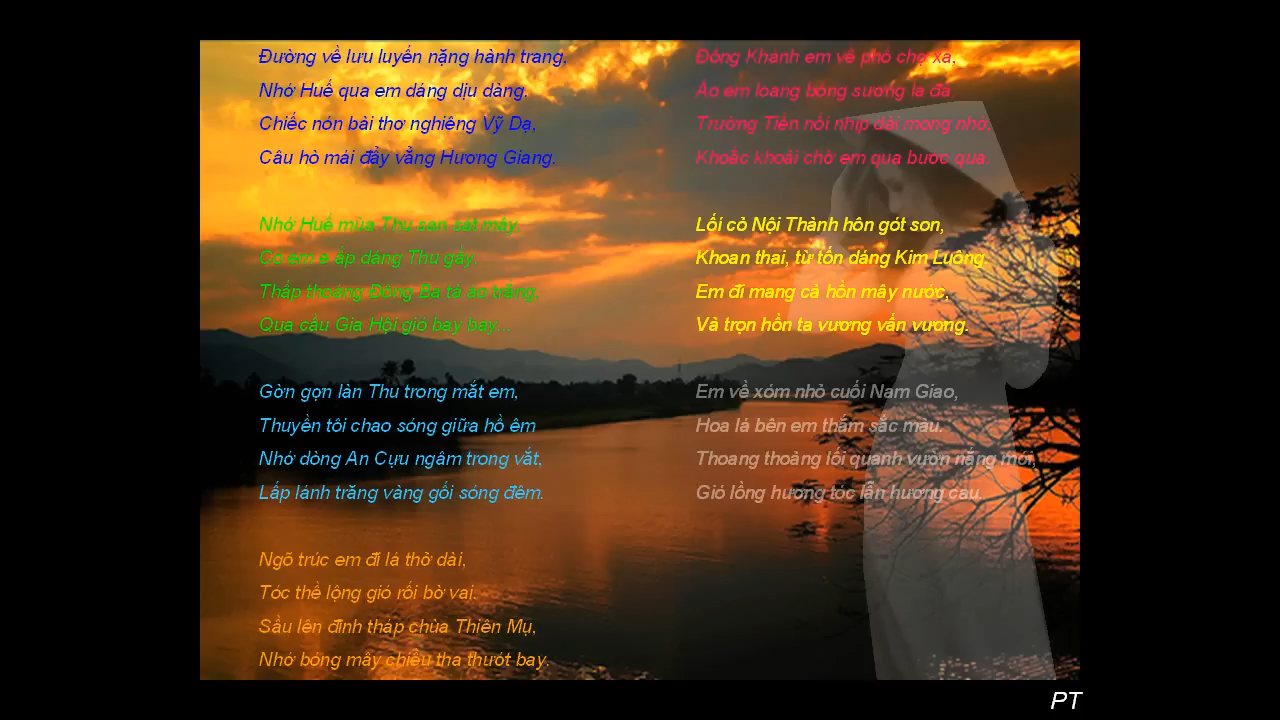 Đường về lưu luyến nặng hành trang,
Nhớ Huế qua em dáng dịu dàng.
Chiếc nón bài thơ nghiêng Vỹ Dạ,
Câu hò mái đẩy vẳng Hương Giang.
Nhớ Huế mùa Thu san sát mây,
Co em e ấp dáng Thu gầy.
Thấp thoáng Đông Ba tà áo trắng,
Qua cầu Gia Hội gió bay bay...
Gờn gợn làn Thu trong mắt em,
Thuyền tôi chao sóng giữa hồ êm
Nhớ dòng An Cựu ngâm trong vắt,
Lấp lánh trăng vàng gối sóng đêm.
Ngõ trúc em đi lá thở dài,
Tóc thề lộng gió rối bờ vai.
Sầu lên đỉnh tháp chùa Thiên Mụ,
Nhớ bóng mây chiều tha thướt bay.
Đồng Khánh em về phố chợ xa.
Áo em loang bóng sương la đà.
Trường Tiền nối nhịp dài mong nhớ,
Khoắc khoải chờ em qua bước qua.
Lối cỏ Nội Thành hôn gót son,
Khoan thai, từ tốn dáng Kim Luông.
Em đi mang cả hồn mây nước,
Và trọn hồn ta vương vấn vương.
Em về xóm nhỏ cuối Nam Giao,
Hoa lá bên em thắm sắc màu.
Thoang thoảng lối quanh vườn nắng mới,
Gió lồng hương tóc lẫn hương cau.
PT